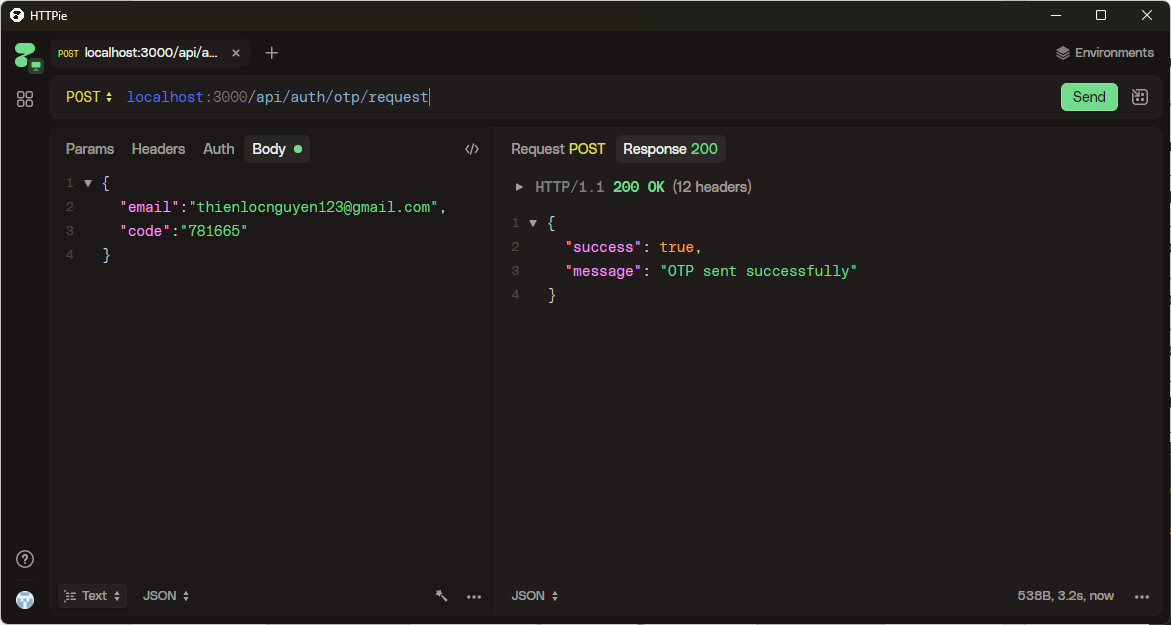 HTTPie
POST localhost:3000/api/a...
Environments
POST localhost:3000/api/auth/otp/request
Send
Params Headers Auth Body
Request POST Response 200
1 {
2 "email":"thienlocnguyen123@gmail.com",
3 "code":"781665"
4 }
HTTP/1.1 200 OK (12 headers)
1 {
2 "success": true,
3 "message": "OTP sent successfully"
4 }
Text JSON
JSON 538B, 3.2s, now